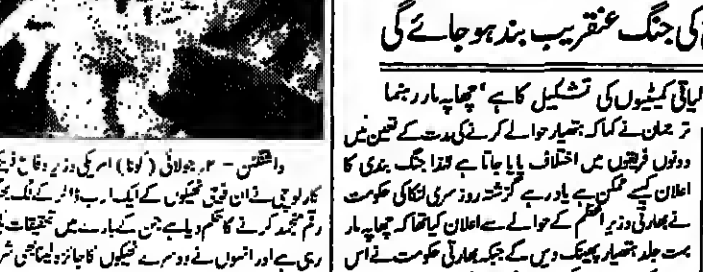 کی جنگ عنقریب بند ہو جائے گی
لیاتی کمیٹیوں کی تشکیل کا ہے ' چھاپہ مار رہنما
ترجمان نے کہا کہ ہتھیار حوالے کرنے کی مدت کے تعین میں
دونوں فریقوں میں اختلاف پایا جاتا ہے لہذا جنگ بندی کا
اعلان کیسے ممکن ہے یاد رہے گزشتہ روز سری لنکا کی حکومت
نے بھارتی وزیر اعظم کے حوالے سے اعلان کیا تھا کہ چھاپہ مار
بہت جلد ہتھیار پھینک دیں گے جبکہ بھارتی حکومت نے اس
واشنگٹن - ۲ جولائی ( کونا ) امریکی وزیر دفاع فرینک
کارلوچی نے ان فوجی ٹھیکوں کے ایک ارب ڈالر کے لگ بھگ
رقم منجمد کرنے کا حکم دیا ہے جن کے بارے میں تحقیقات
رہی ہے اور انہوں نے دوسرے ٹھیکوں کا جائزہ لینا بھی